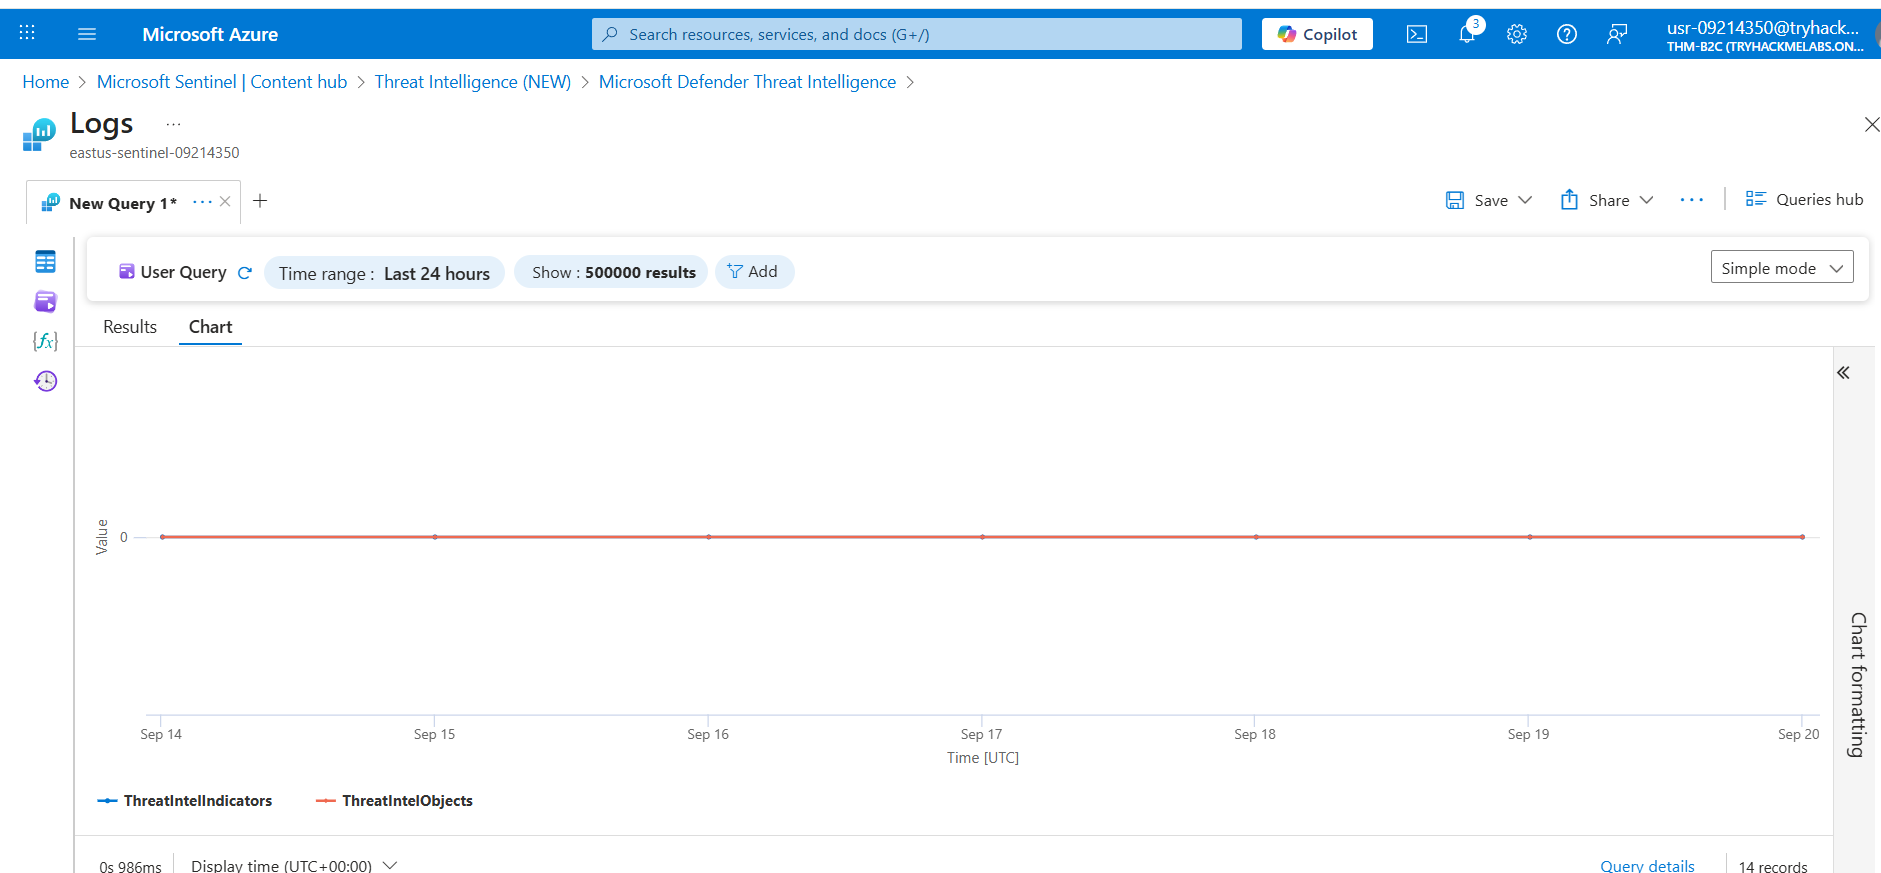 Microsoft Azure
Search resources, services, and docs (G+/)
Copilot
3
usr-09214350@tryhack...
THM-B2C (TRYHACKMELABS.ON...
Home > Microsoft Sentinel | Content hub > Threat Intelligence (NEW) > Microsoft Defender Threat Intelligence >
Logs ...
eastus-sentinel-09214350
New Query 1* ...
Save
Share
...
Queries hub
User Query
Time range : Last 24 hours
Show : 500000 results
Add
Simple mode
Results
Chart
{fx}
Value
0
Sep 14
Sep 15
Sep 16
Sep 17
Sep 18
Sep 19
Sep 20
Time [UTC]
Chart formatting
ThreatIntelIndicators
ThreatIntelObjects
0s 986ms
Display time (UTC+00:00)
Query details
14 records